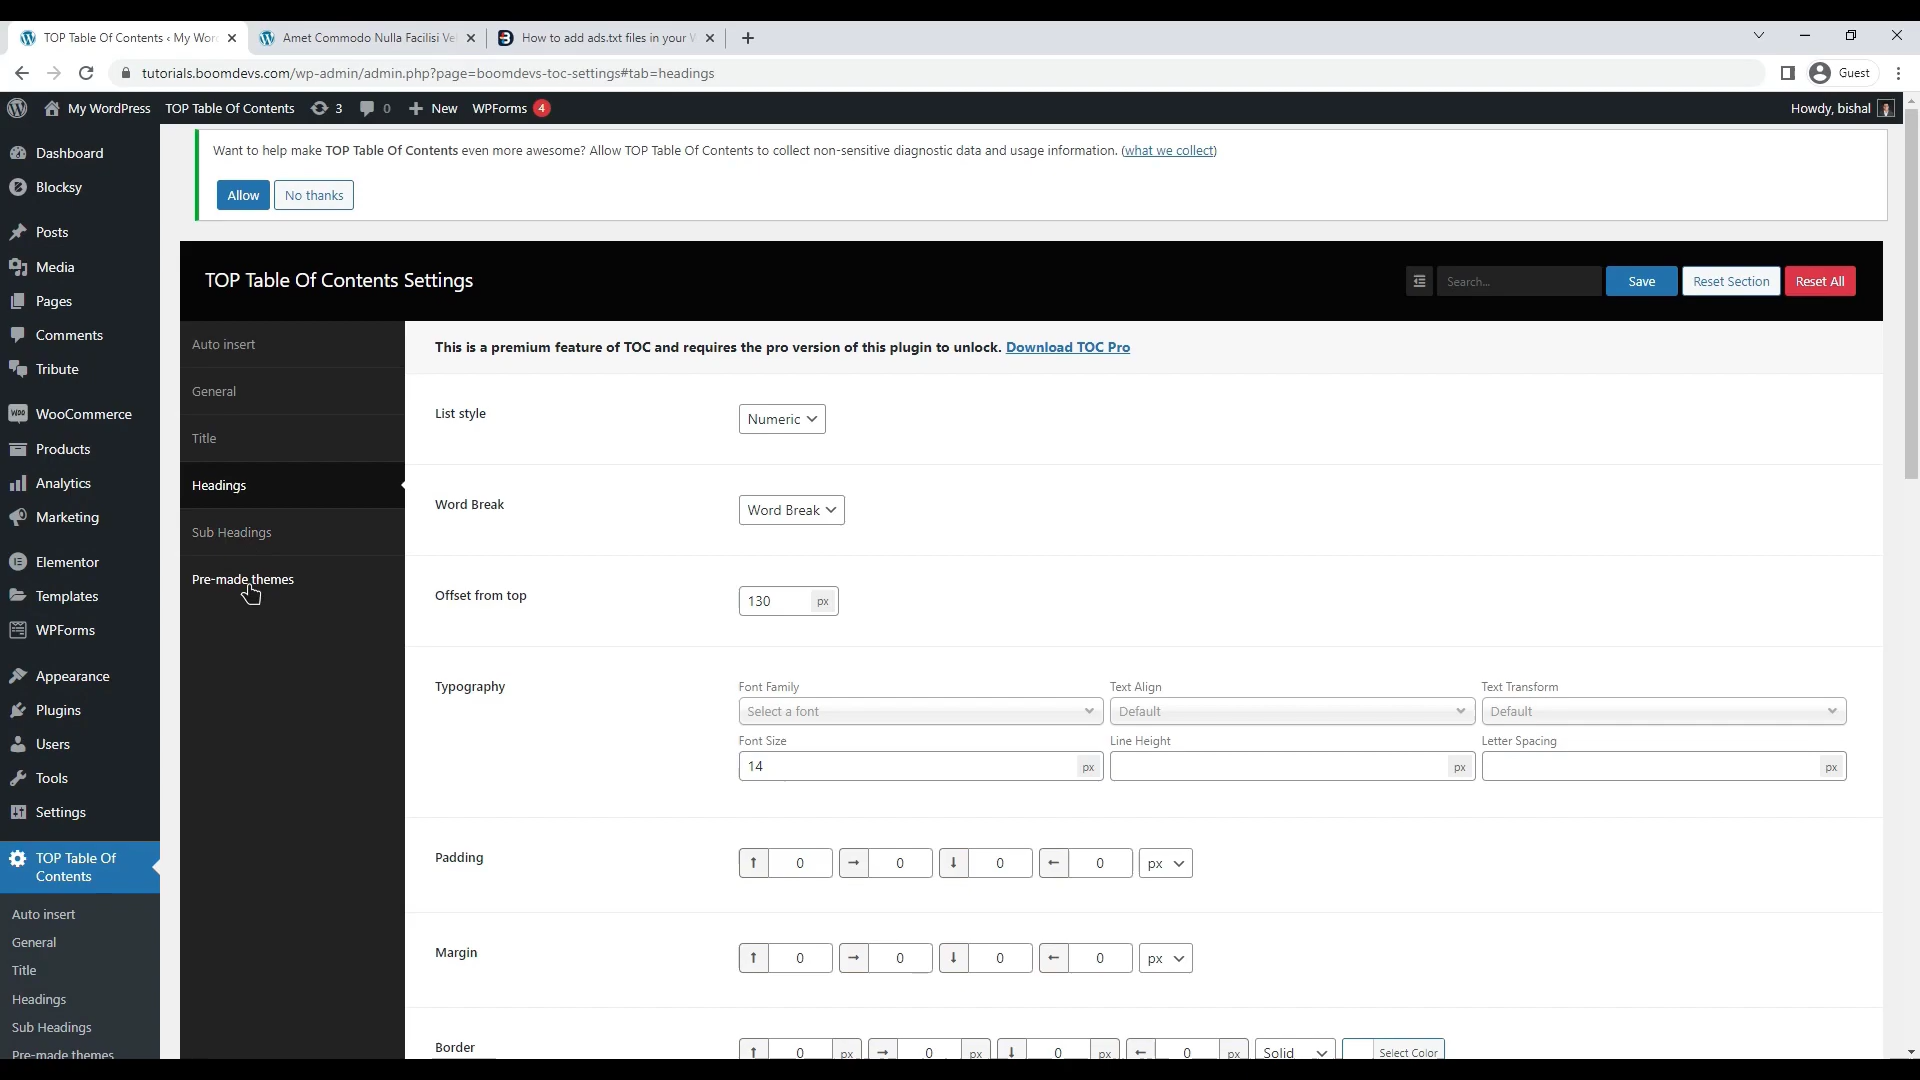 TOP Table Of Contents ‹ My Wor
Amet Commodo Nulla Facilisi Ve
How to add ads.txt files in your W
tutorials.boomdevs.com/wp-admin/admin.php?page=boomdevs-toc-settings#tab=headings
Guest
My WordPress TOP Table Of Contents 3 0 New WPForms 4
Howdy, bishal
Dashboard
Blocksy
Posts
Media
Pages
Comments
Tribute
WooCommerce
Products
Analytics
Marketing
Elementor
Templates
WPForms
Appearance
Plugins
Users
Tools
Settings
TOP Table Of
Contents
Auto insert
General
Title
Headings
Sub Headings
Pre-made themes
Want to help make TOP Table Of Contents even more awesome? Allow TOP Table Of Contents to collect non-sensitive diagnostic data and usage information. (what we collect)
Allow No thanks
TOP Table Of Contents Settings
Search... Save Reset Section Reset All
Auto insert
General
Title
Headings
Sub Headings
Pre-made themes
This is a premium feature of TOC and requires the pro version of this plugin to unlock. Download TOC Pro
List style Numeric
Word Break Word Break
Offset from top 130 px
Typography
Font Family Text Align Text Transform
Select a font Default Default
Font Size Line Height Letter Spacing
14 px px px
Padding ↑ 0 → 0 ↓ 0 ← 0 px
Margin ↑ 0 → 0 ↓ 0 ← 0 px
Border ↑ 0 px → 0 px ↓ 0 px ← 0 px Solid Select Color